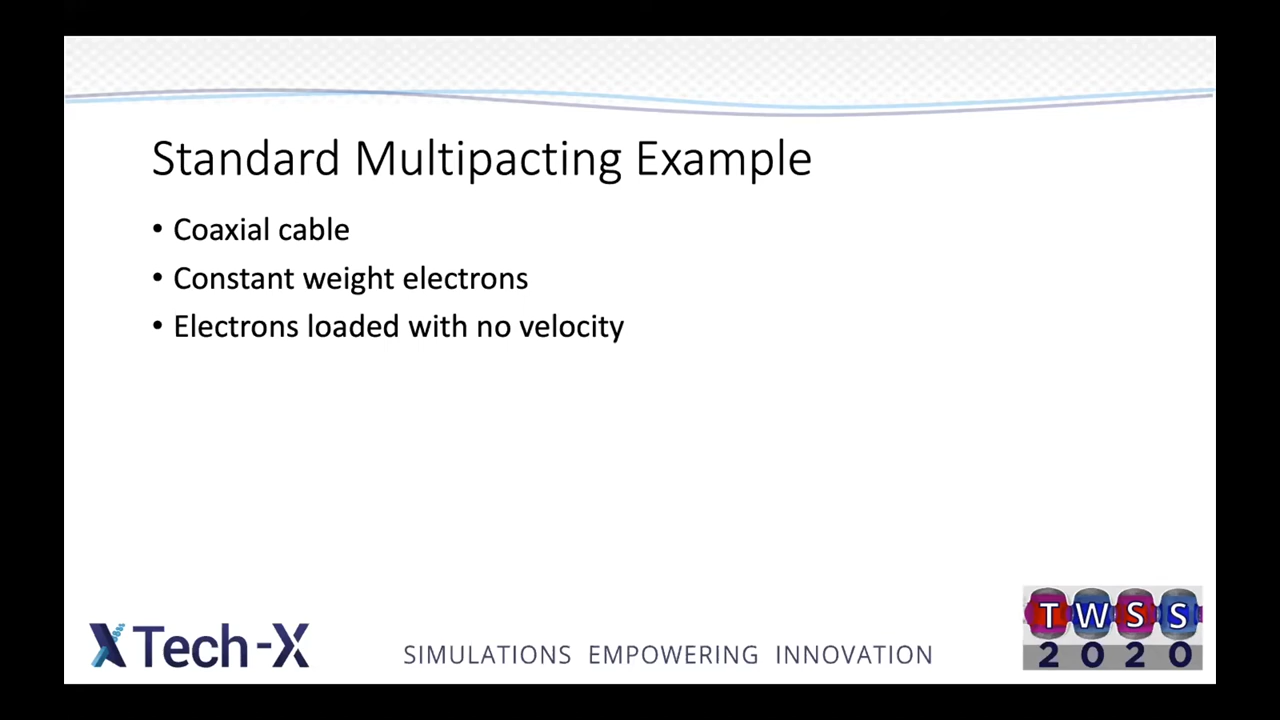 Standard Multipacting Example
• Coaxial cable
• Constant weight electrons
• Electrons loaded with no velocity
Tech-X
SIMULATIONS EMPOWERING INNOVATION
TWSS
2020